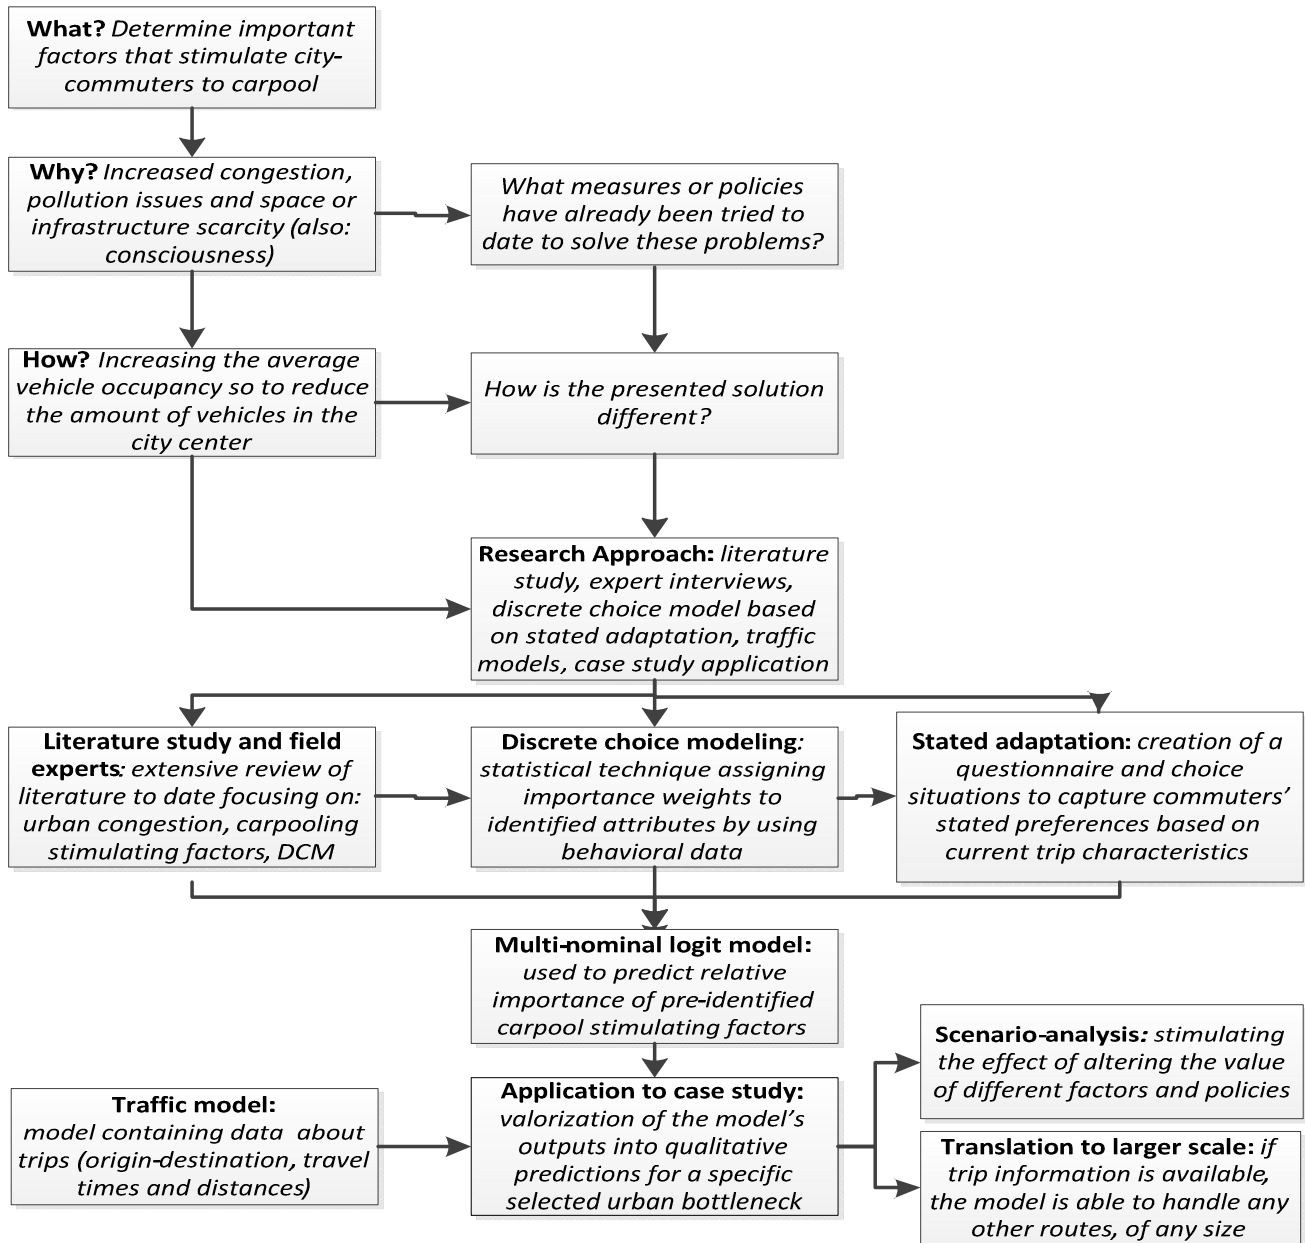 What? Determine important
factors that stimulate city-
commuters to carpool
Why? Increased congestion,
pollution issues and space or
infrastructure scarcity (also:
consciousness)
What measures or policies
have already been tried to
date to solve these problems?
How? Increasing the average
vehicle occupancy so to reduce
the amount of vehicles in the
city center
How is the presented solution
different?
Research Approach: literature
study, expert interviews,
discrete choice model based
on stated adaptation, traffic
models, case study application
Literature study and field
experts: extensive review of
literature to date focusing on:
urban congestion, carpooling
stimulating factors, DCM
Discrete choice modeling:
statistical technique assigning
importance weights to
identified attributes by using
behavioral data
Stated adaptation: creation of a
questionnaire and choice
situations to capture commuters’
stated preferences based on
current trip characteristics
Multi-nominal logit model:
used to predict relative
importance of pre-identified
carpool stimulating factors
Traffic model:
model containing data about
trips (origin-destination, travel
times and distances)
Application to case study:
valorization of the model’s
outputs into qualitative
predictions for a specific
selected urban bottleneck
Scenario-analysis: stimulating
the effect of altering the value
of different factors and policies
Translation to larger scale: if
trip information is available,
the model is able to handle any
other routes, of any size